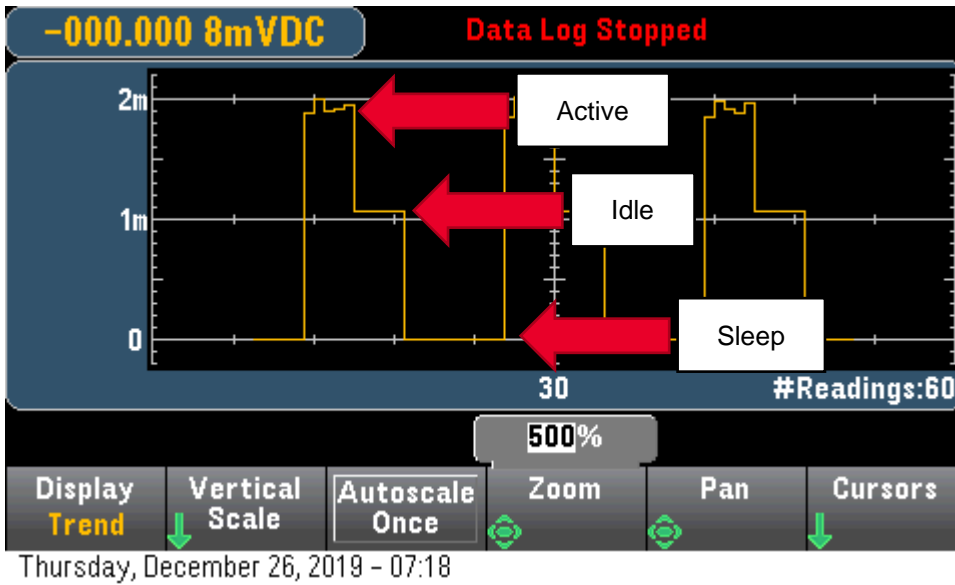 -000.000 8mVDC
Data Log Stopped
2m
Active
1m
Idle
0
Sleep
30
#Readings:60
500%
Display
Trend
Vertical
Scale
Autoscale
Once
Zoom
Pan
Cursors
Thursday, December 26, 2019 - 07:18